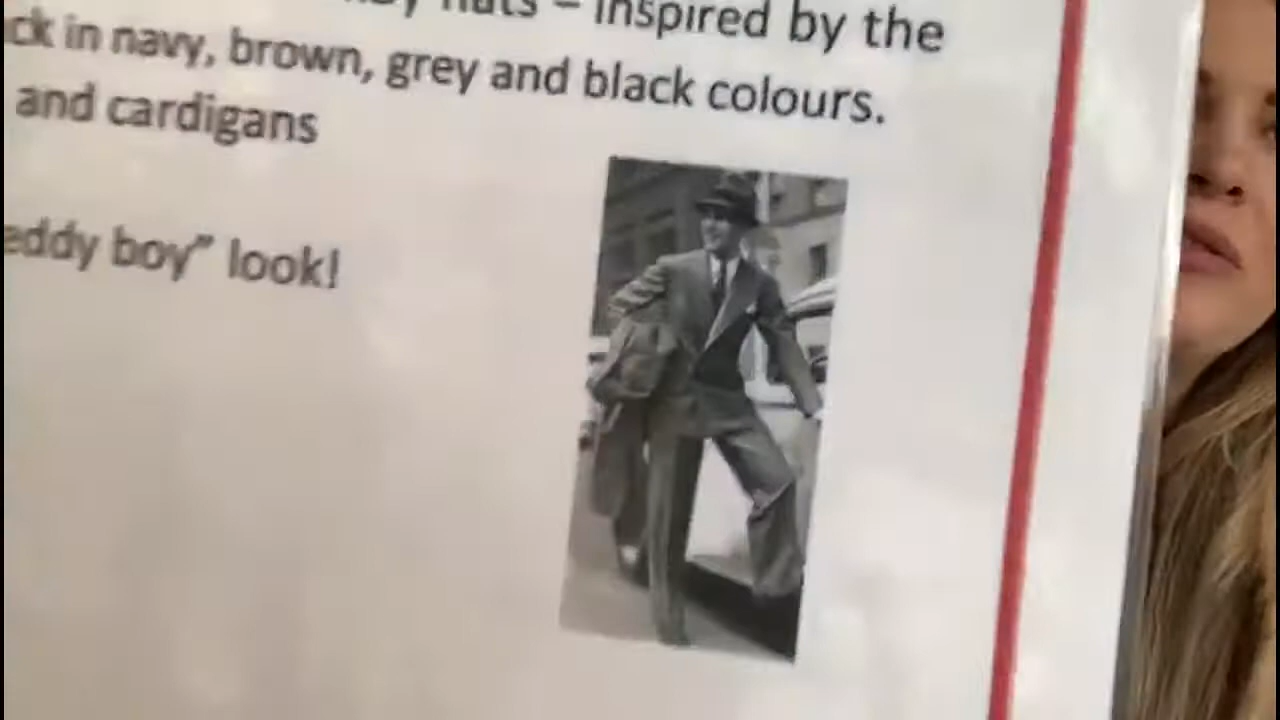 – inspired by the
ck in navy, brown, grey and black colours.
and cardigans
eddy boy” look!